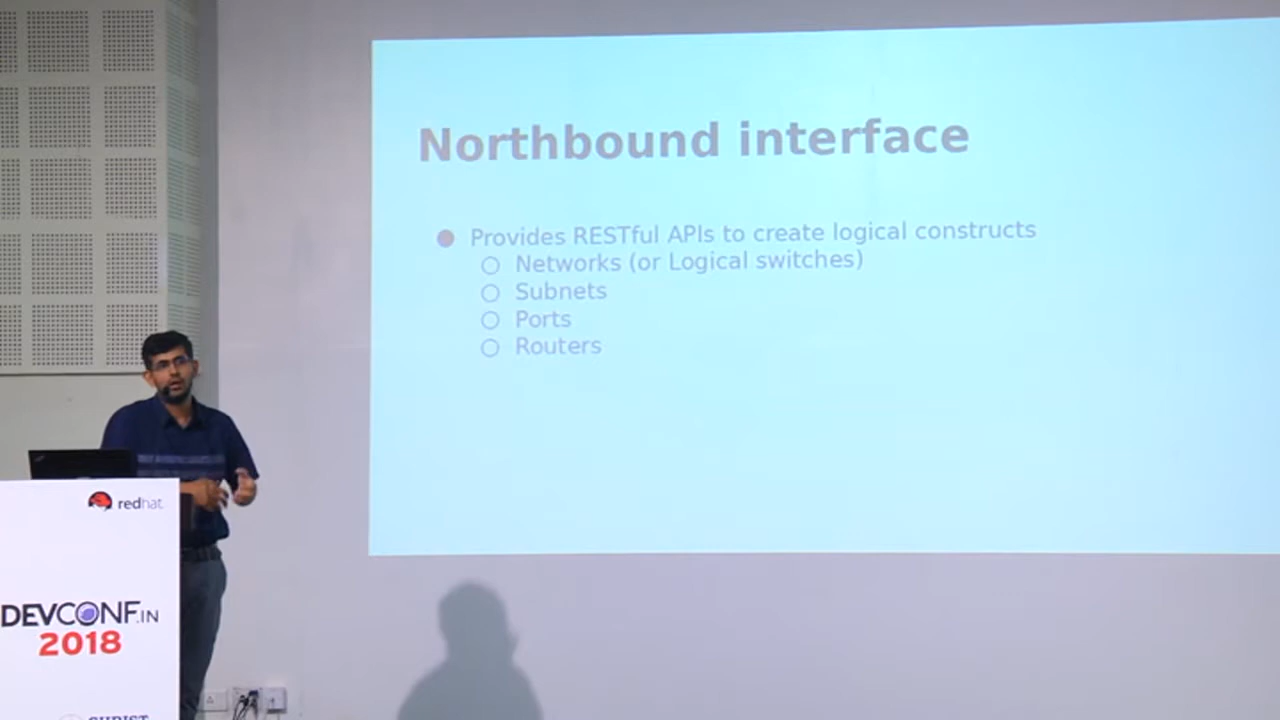 Northbound interface
Provides RESTful APIs to create logical constructs
Networks (or Logical switches)
Subnets
Ports
Routers
redhat
DEVCONF.IN
2018
CHRIST